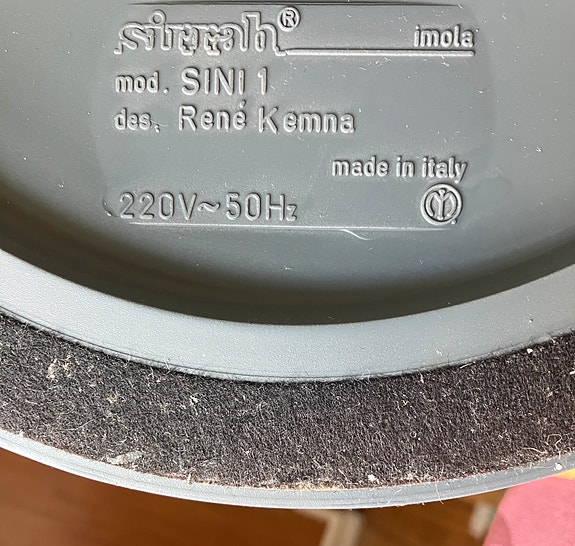 sirrah® imola
mod. SINI 1
des. René Kemna
made in italy
220V~50Hz